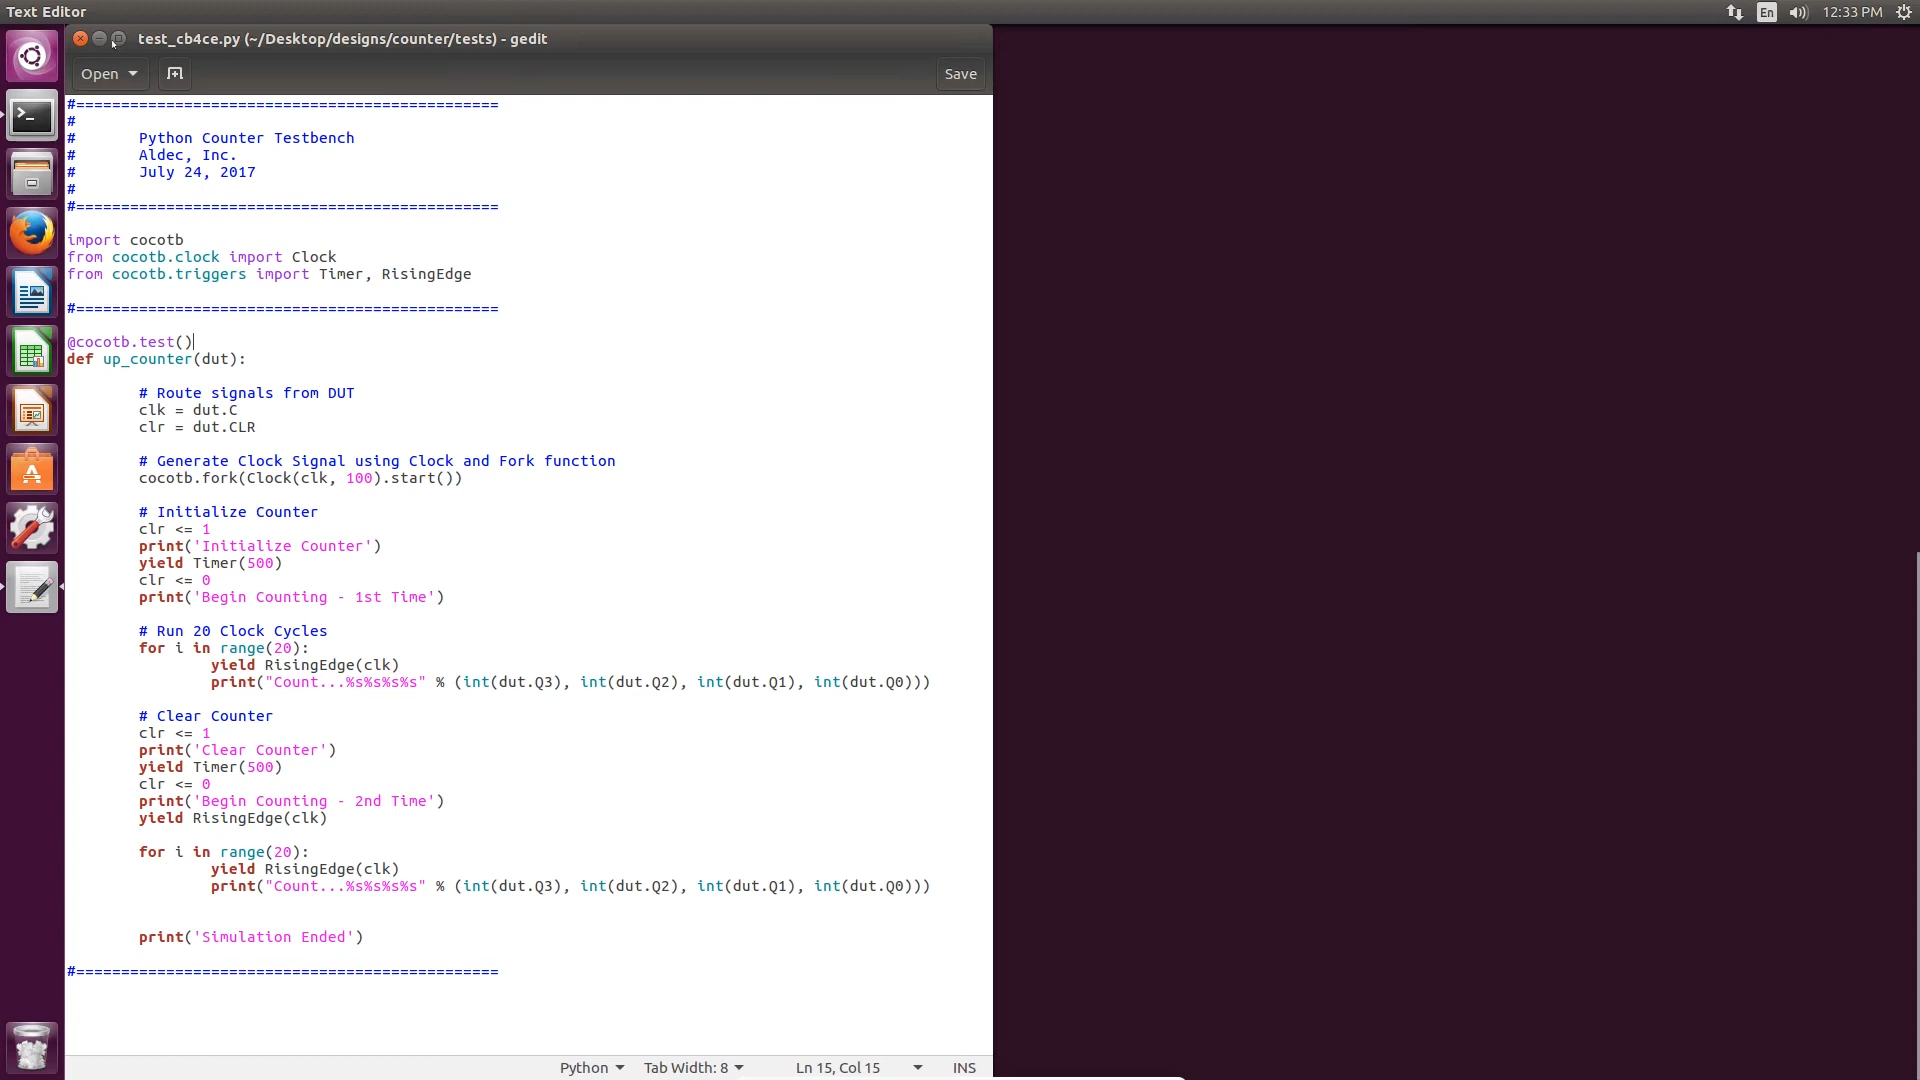 Text Editor
En
12:33 PM
test_cb4ce.py (~/Desktop/designs/counter/tests) - gedit
Open
Save
#===============================================
#
#	Python Counter Testbench
#	Aldec, Inc.
#	July 24, 2017
#
#===============================================
import cocotb
from cocotb.clock import Clock
from cocotb.triggers import Timer, RisingEdge
#===============================================
@cocotb.test()
def up_counter(dut):
	# Route signals from DUT
	clk = dut.C
	clr = dut.CLR
	# Generate Clock Signal using Clock and Fork function
	cocotb.fork(Clock(clk, 100).start())
	# Initialize Counter
	clr <= 1
	print('Initialize Counter')
	yield Timer(500)
	clr <= 0
	print('Begin Counting - 1st Time')
	# Run 20 Clock Cycles
	for i in range(20):
		yield RisingEdge(clk)
		print("Count...%s%s%s%s" % (int(dut.Q3), int(dut.Q2), int(dut.Q1), int(dut.Q0)))
	# Clear Counter
	clr <= 1
	print('Clear Counter')
	yield Timer(500)
	clr <= 0
	print('Begin Counting - 2nd Time')
	yield RisingEdge(clk)
	for i in range(20):
		yield RisingEdge(clk)
		print("Count...%s%s%s%s" % (int(dut.Q3), int(dut.Q2), int(dut.Q1), int(dut.Q0)))
	print('Simulation Ended')
#===============================================
Python
Tab Width: 8
Ln 15, Col 15
INS